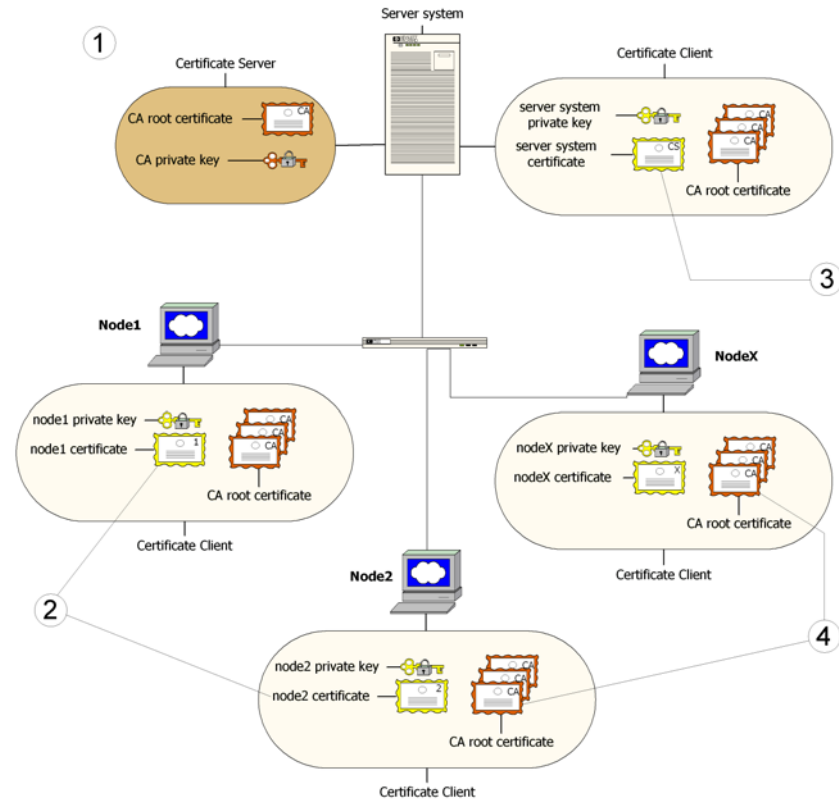 Server system
1
Certificate Server
CA root certificate
CA
CA private key
Certificate Client
server system
private key
server system
certificate
CS
CA
CA
CA
CA root certificate
3
Node1
node1 private key
node1 certificate
1
CA
CA
CA
CA root certificate
Certificate Client
NodeX
nodeX private key
nodeX certificate
X
CA
CA
CA
CA root certificate
Certificate Client
2
Node2
node2 private key
node2 certificate
2
CA
CA
CA
CA root certificate
Certificate Client
4